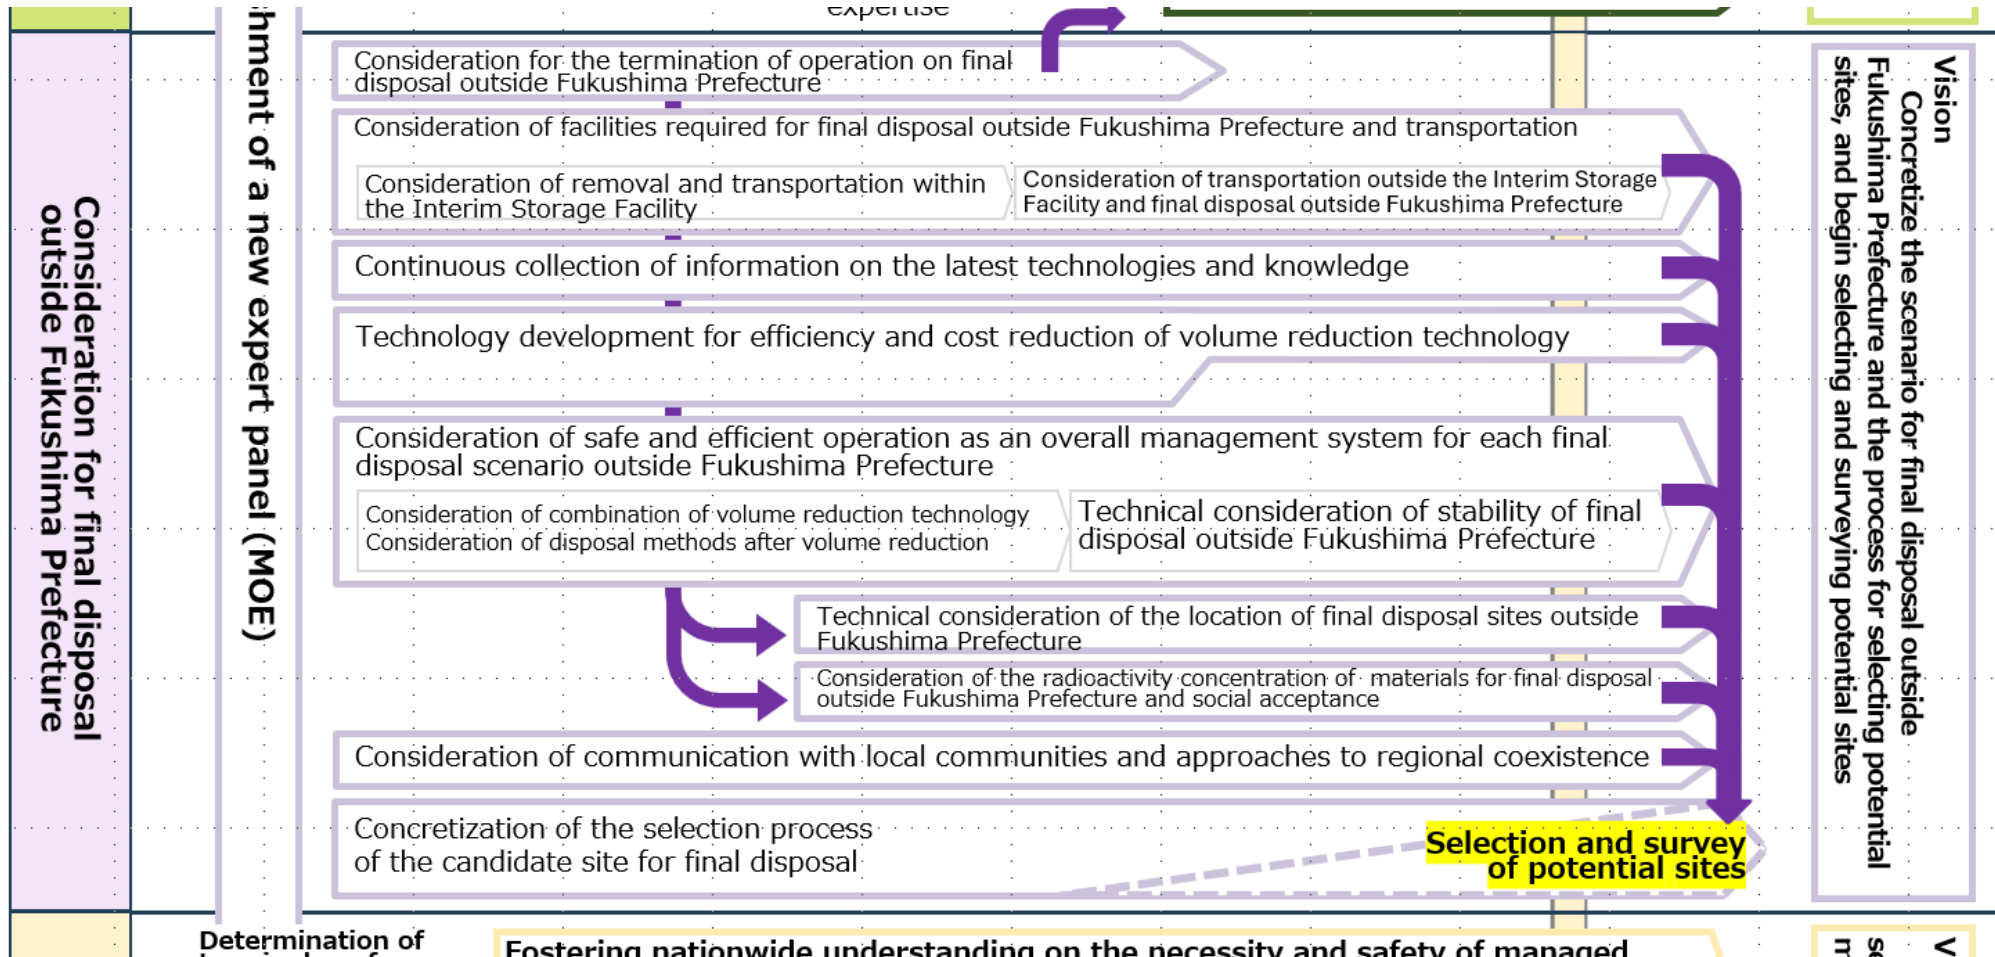 expertise
Consideration for final disposal
outside Fukushima Prefecture
hment of a new expert panel (MOE)
Consideration for the termination of operation on final
disposal outside Fukushima Prefecture
Consideration of facilities required for final disposal outside Fukushima Prefecture and transportation
Consideration of removal and transportation within
the Interim Storage Facility
Consideration of transportation outside the Interim Storage
Facility and final disposal outside Fukushima Prefecture
Continuous collection of information on the latest technologies and knowledge
Technology development for efficiency and cost reduction of volume reduction technology
Consideration of safe and efficient operation as an overall management system for each final
disposal scenario outside Fukushima Prefecture
Consideration of combination of volume reduction technology
Consideration of disposal methods after volume reduction
Technical consideration of stability of final
disposal outside Fukushima Prefecture
Technical consideration of the location of final disposal sites outside
Fukushima Prefecture
Consideration of the radioactivity concentration of materials for final disposal
outside Fukushima Prefecture and social acceptance
Consideration of communication with local communities and approaches to regional coexistence
Concretization of the selection process
of the candidate site for final disposal
Selection and survey
of potential sites
Vision
Concretize the scenario for final disposal outside
Fukushima Prefecture and the process for selecting potential
sites, and begin selecting and surveying potential sites
Determination of
Fostering nationwide understanding on the necessity and safety of managed